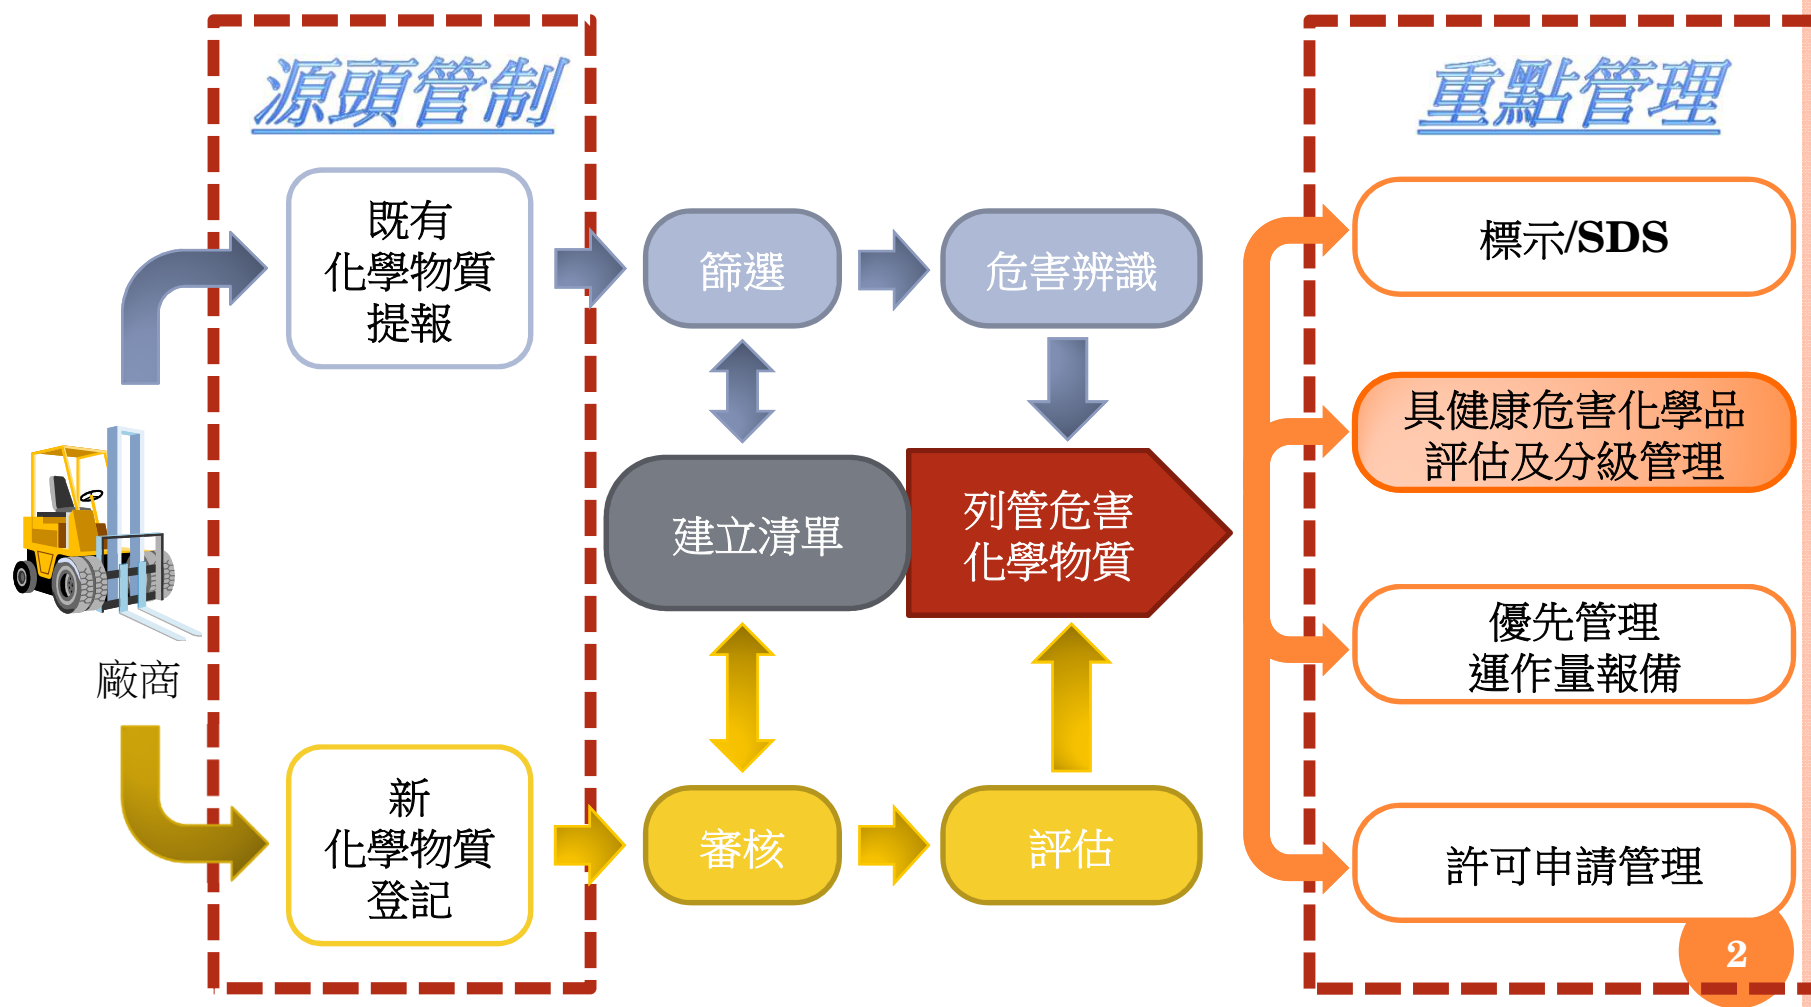 源頭管制
重點管理
既有
化學物質
提報
篩選
危害辨識
標示/SDS
具健康危害化學品
評估及分級管理
建立清單
列管危害
化學物質
廠商
優先管理
運作量報備
新
化學物質
登記
審核
評估
許可申請管理
2